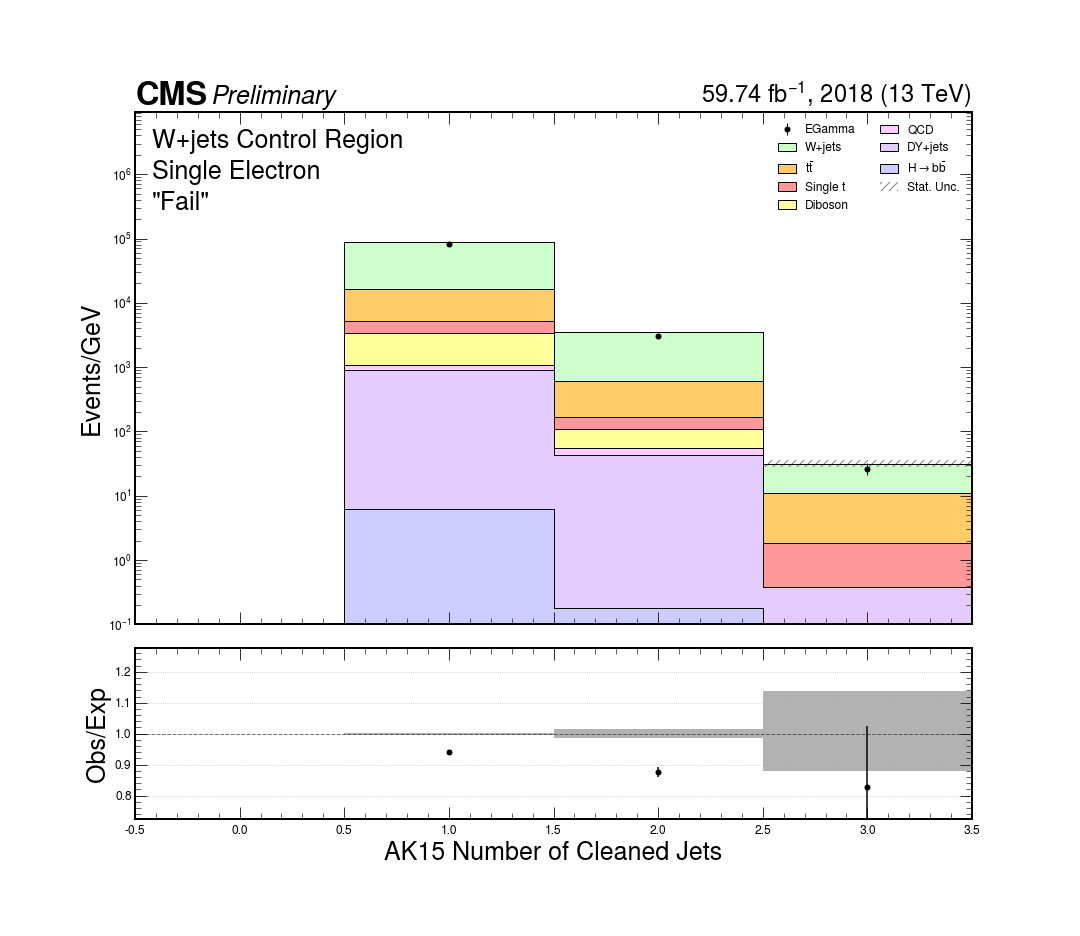 CMS Preliminary
59.74 fb⁻¹, 2018 (13 TeV)
W+jets Control Region
Single Electron
"Fail"
EGamma
W+jets
tt̄
Single t
Diboson
QCD
DY+jets
H→bb̄
Stat. Unc.
Events/GeV
10⁶
10⁵
10⁴
10³
10²
10¹
10⁰
10⁻¹
Obs/Exp
1.2
1.1
1.0
0.9
0.8
-0.5 0.0 0.5 1.0 1.5 2.0 2.5 3.0 3.5
AK15 Number of Cleaned Jets